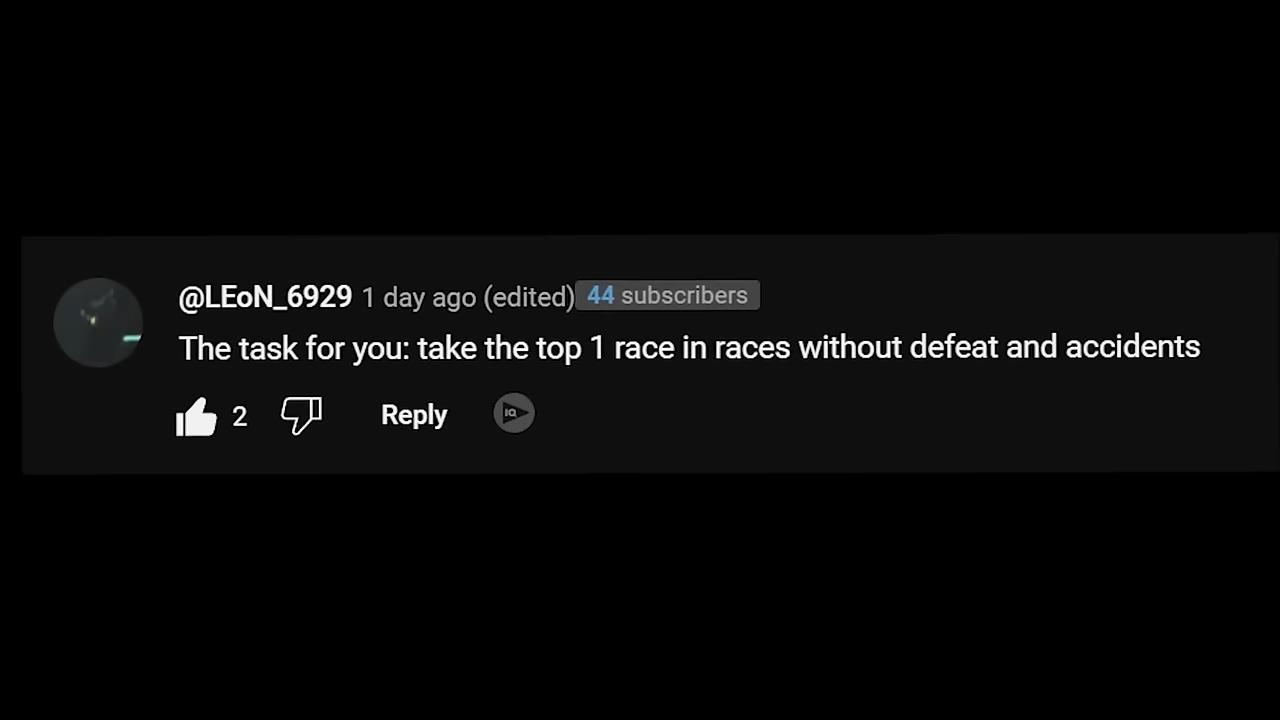 @LEoN_6929 1 day ago (edited) 44 subscribers
The task for you: take the top 1 race in races without defeat and accidents
2 Reply IQ